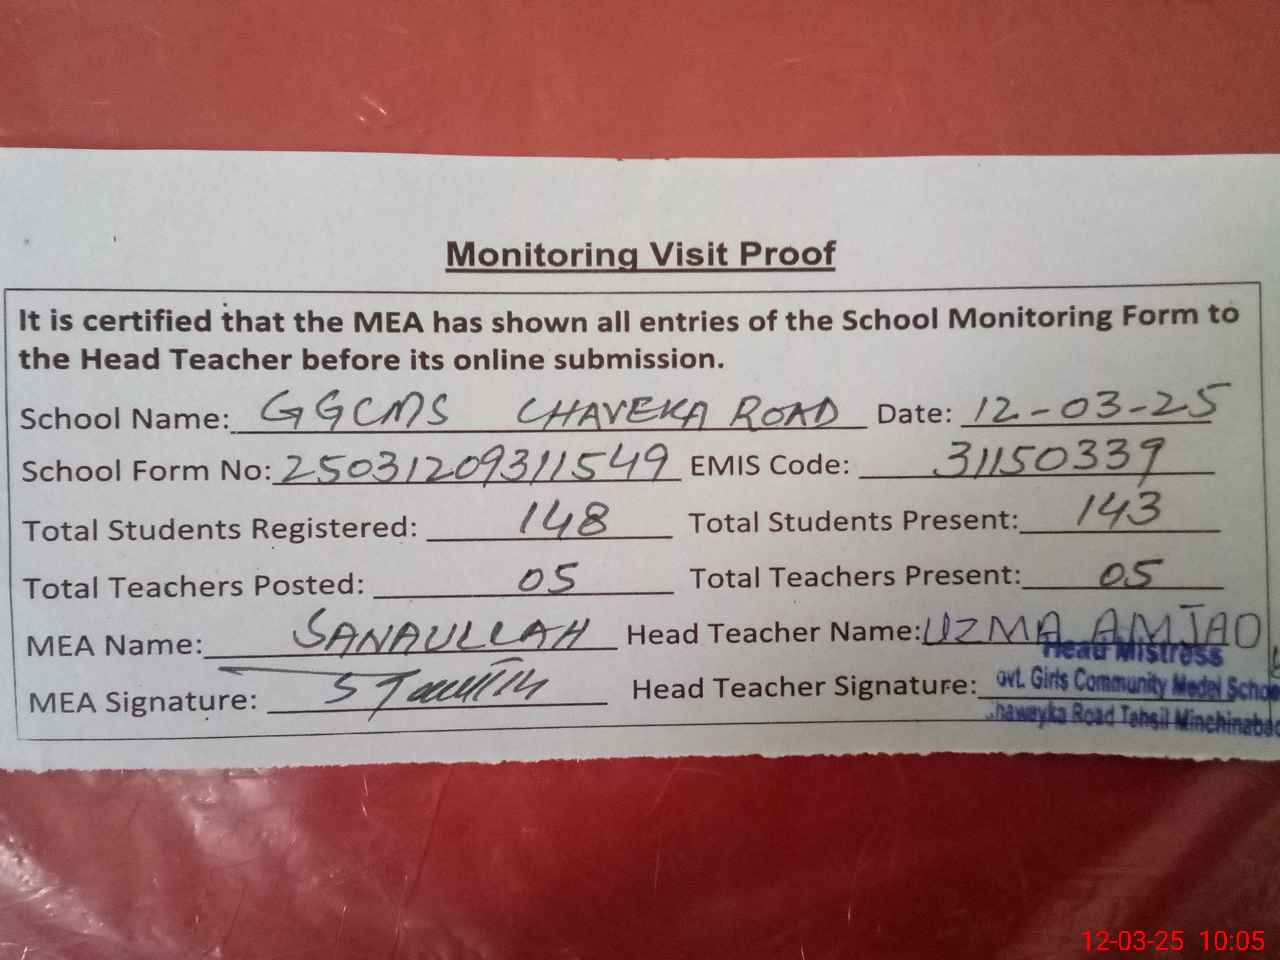 Monitoring Visit Proof
It is certified that the MEA has shown all entries of the School Monitoring Form to
the Head Teacher before its online submission.
School Name: GGCMS CHAVEKA ROAD Date: 12-03-25
School Form No: 25031209311549 EMIS Code: 31150339
Total Students Registered: 148 Total Students Present: 143
Total Teachers Posted: 05 Total Teachers Present: 05
MEA Name: SANAULLAH Head Teacher Name: UZMA AMJAD
Head Mistress
MEA Signature: Head Teacher Signature: ovt. Girls Community Model Schoo
hawayka Road Tehsil Minchinabad
12-03-25 10:05